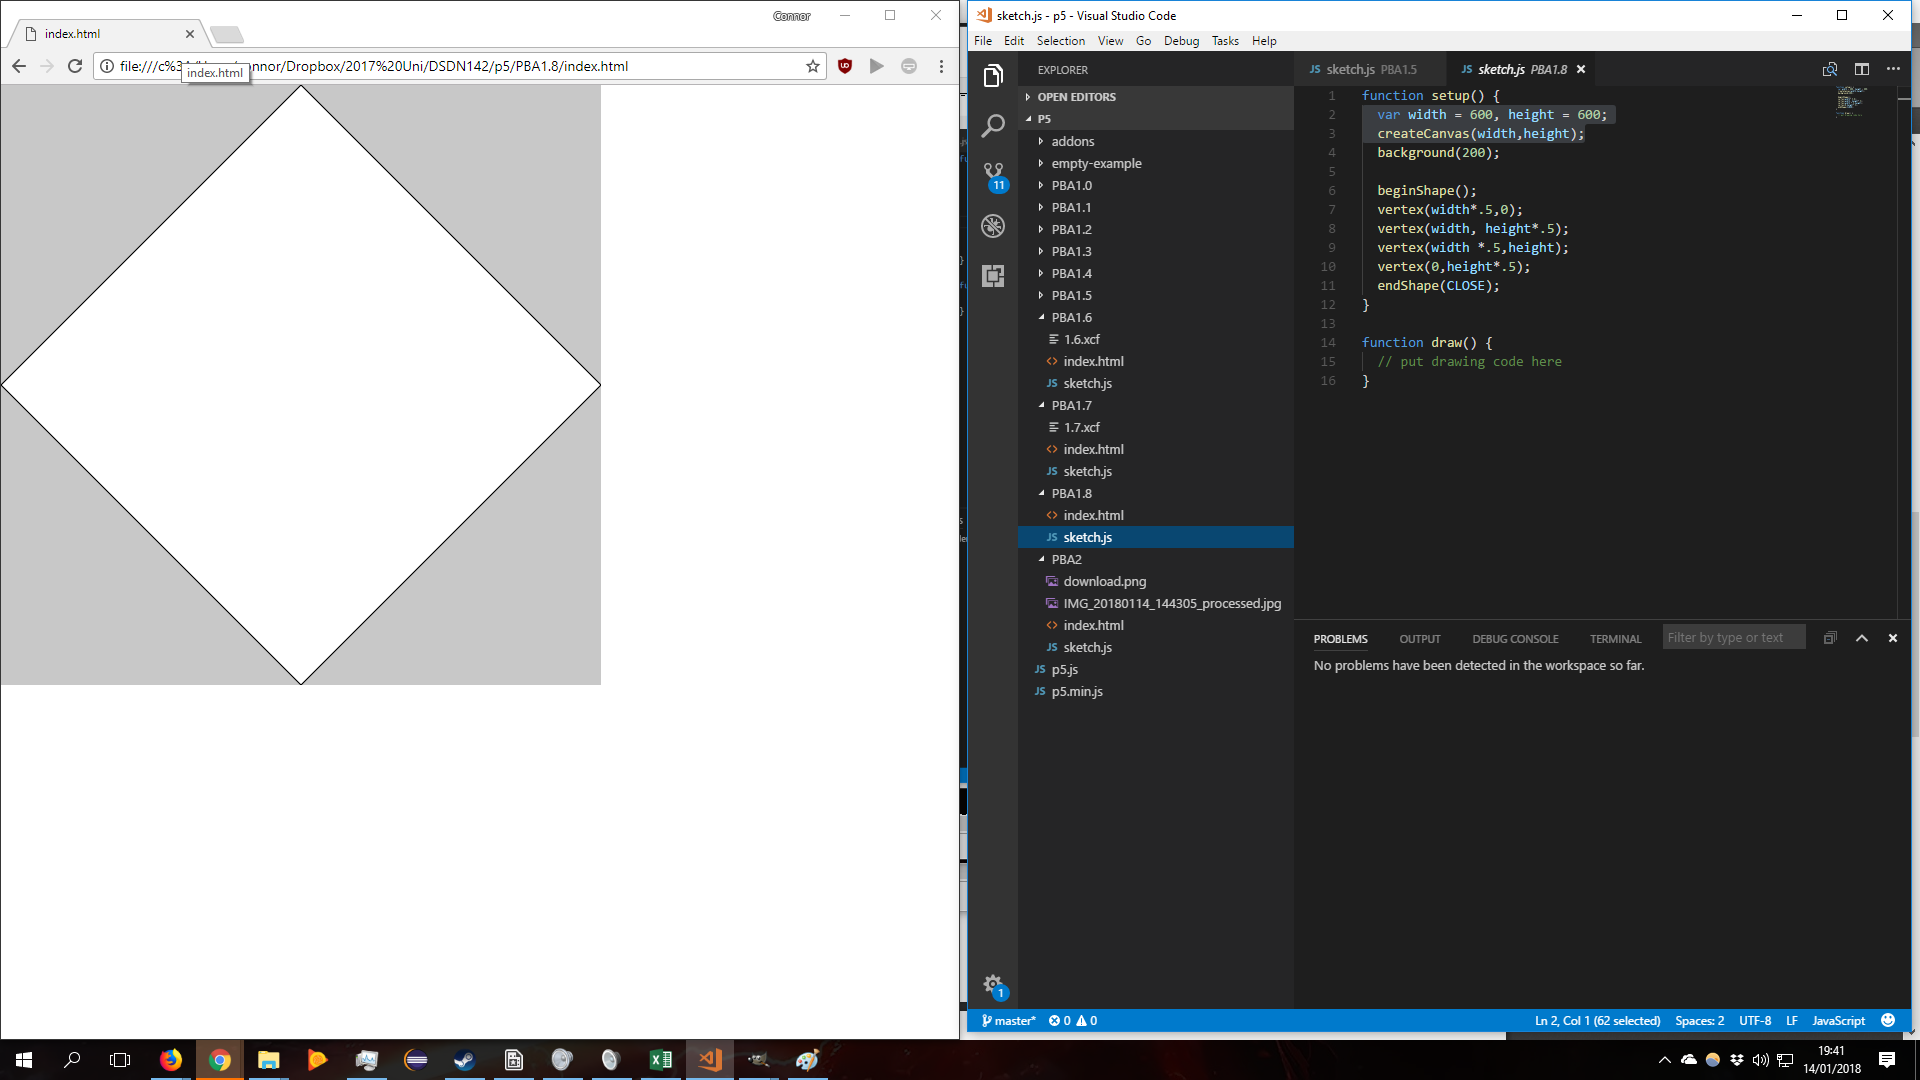 Connor
index.html
file:///c%3A/Users/connor/Dropbox/2017%20Uni/DSDN142/p5/PBA1.8/index.html
index.html
sketch.js - p5 - Visual Studio Code
File Edit Selection View Go Debug Tasks Help
EXPLORER
OPEN EDITORS
P5
addons
empty-example
PBA1.0
PBA1.1
PBA1.2
PBA1.3
PBA1.4
PBA1.5
PBA1.6
1.6.xcf
<> index.html
JS sketch.js
PBA1.7
1.7.xcf
<> index.html
JS sketch.js
PBA1.8
<> index.html
JS sketch.js
PBA2
download.png
IMG_20180114_144305_processed.jpg
<> index.html
JS sketch.js
JS p5.js
JS p5.min.js
11
1
JS sketch.js PBA1.5 JS sketch.js PBA1.8
1 function setup() {
2 var width = 600, height = 600;
3 createCanvas(width,height);
4 background(200);
5
6 beginShape();
7 vertex(width*.5,0);
8 vertex(width, height*.5);
9 vertex(width *.5,height);
10 vertex(0,height*.5);
11 endShape(CLOSE);
12 }
13
14 function draw() {
15 // put drawing code here
16 }
PROBLEMS OUTPUT DEBUG CONSOLE TERMINAL Filter by type or text
No problems have been detected in the workspace so far.
master* 0 0 Ln 2, Col 1 (62 selected) Spaces: 2 UTF-8 LF JavaScript
19:41
14/01/2018